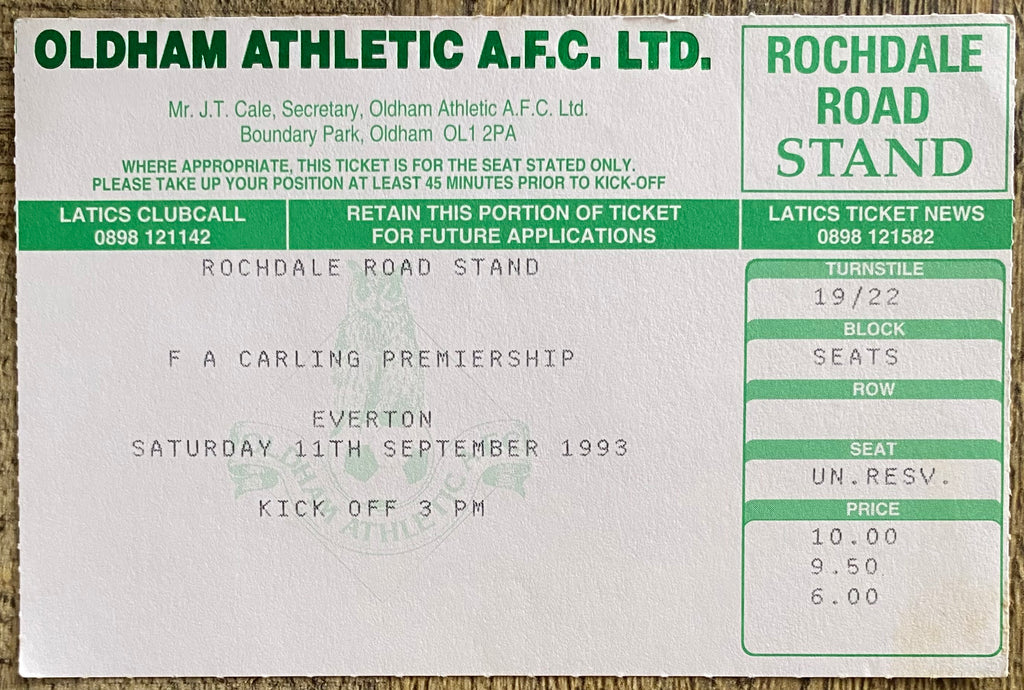 OLDHAM ATHLETIC A.F.C. LTD.
Mr. J.T. Cale, Secretary, Oldham Athletic A.F.C. Ltd.
Boundary Park, Oldham OL1 2PA
WHERE APPROPRIATE, THIS TICKET IS FOR THE SEAT STATED ONLY.
PLEASE TAKE UP YOUR POSITION AT LEAST 45 MINUTES PRIOR TO KICK-OFF
ROCHDALE
ROAD
STAND
LATICS CLUBCALL
0898 121142
RETAIN THIS PORTION OF TICKET
FOR FUTURE APPLICATIONS
LATICS TICKET NEWS
0898 121582
ROCHDALE ROAD STAND
F A CARLING PREMIERSHIP
EVERTON
SATURDAY 11TH SEPTEMBER 1993
KICK OFF 3 PM
OLDHAM ATHLETIC
TURNSTILE
19/22
BLOCK
SEATS
ROW
SEAT
UN.RESV.
PRICE
10.00
9.50
6.00